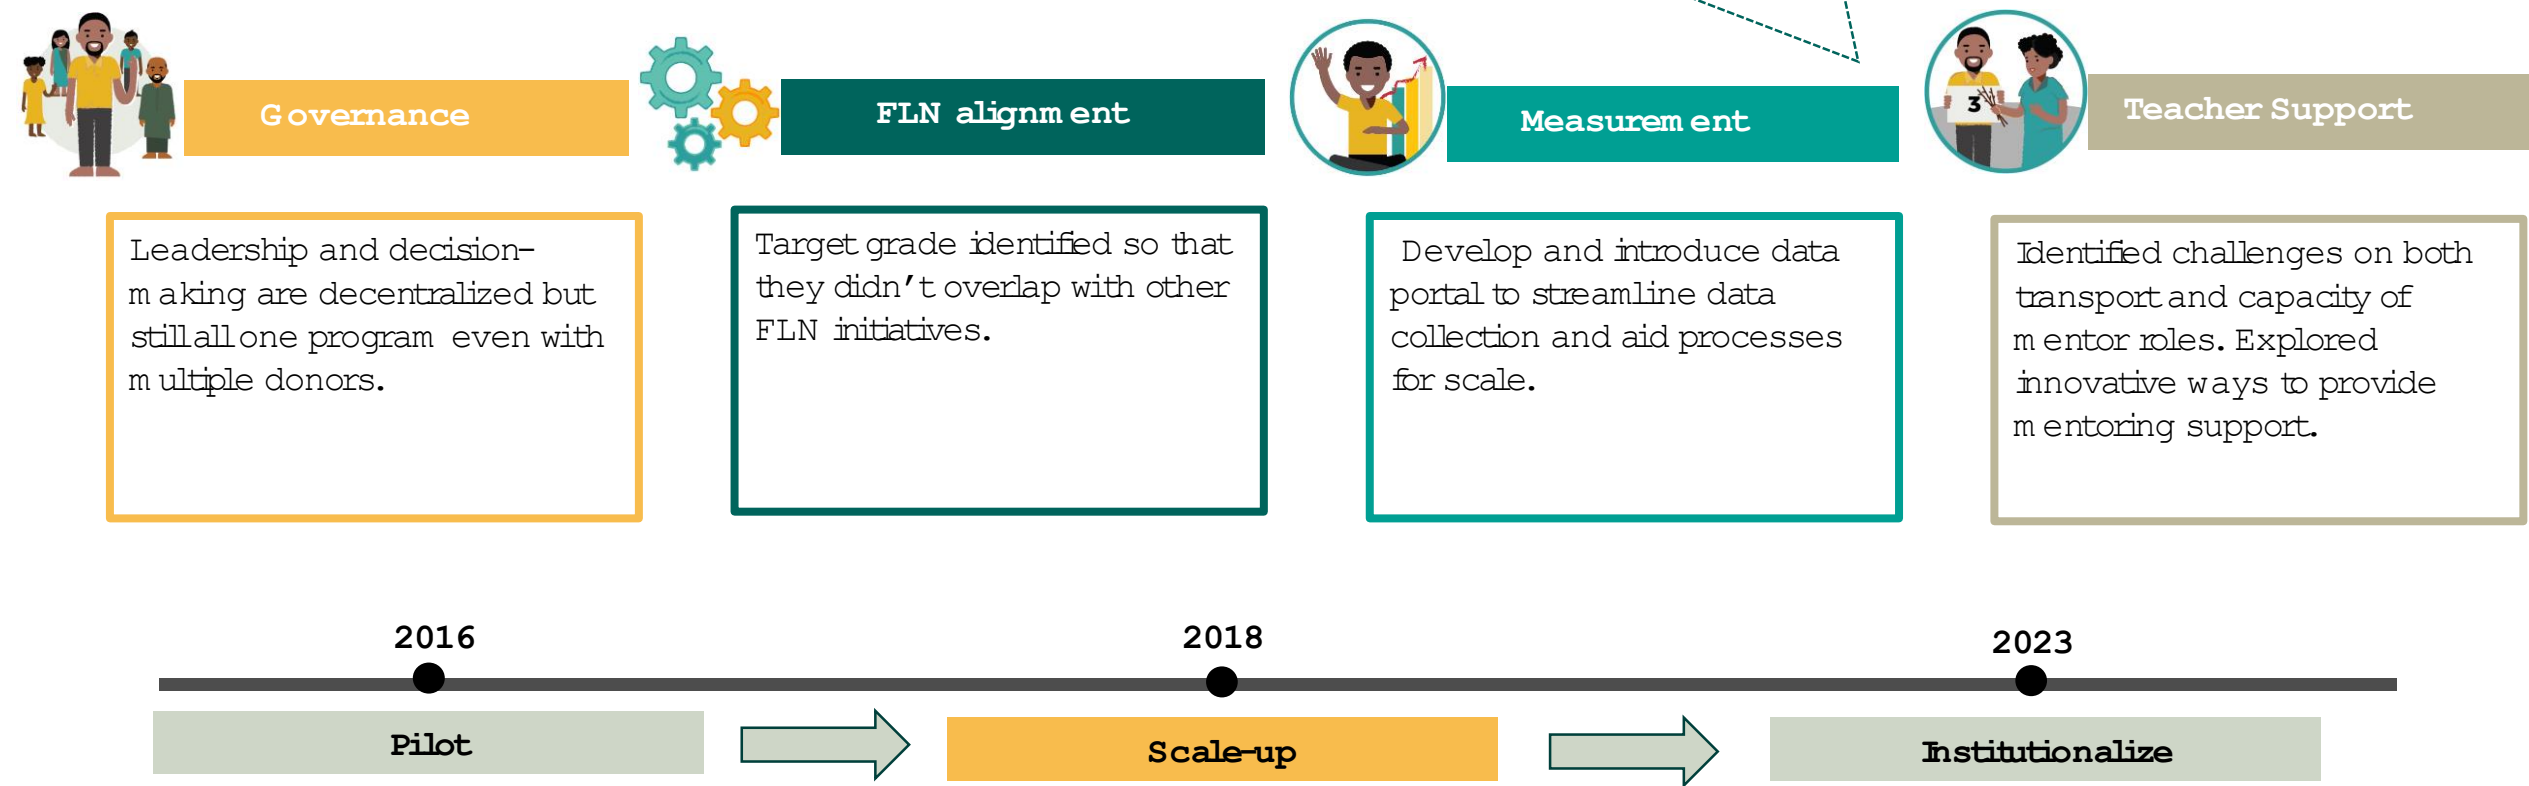 Governance
Leadership and decision-
making are decentralized but
still all one program even with
multiple donors.
FLN alignment
Target grade identified so that
they didn't overlap with other
FLN initiatives.
Measurement
Develop and introduce data
portal to streamline data
collection and aid processes
for scale.
3
Teacher Support
Identified challenges on both
transport and capacity of
mentor roles. Explored
innovative ways to provide
mentoring support.
2016
2018
2023
Pilot
Scale-up
Institutionalize